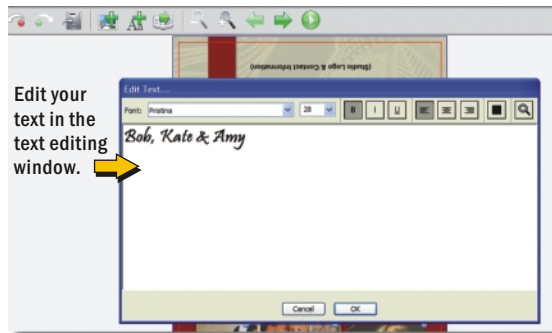 (Studio Logo & Contact Information)
Edit Text...
Font: Pristina 28 B I U
Bob, Kate & Amy
Edit your
text in the
text editing
window.
Cancel OK